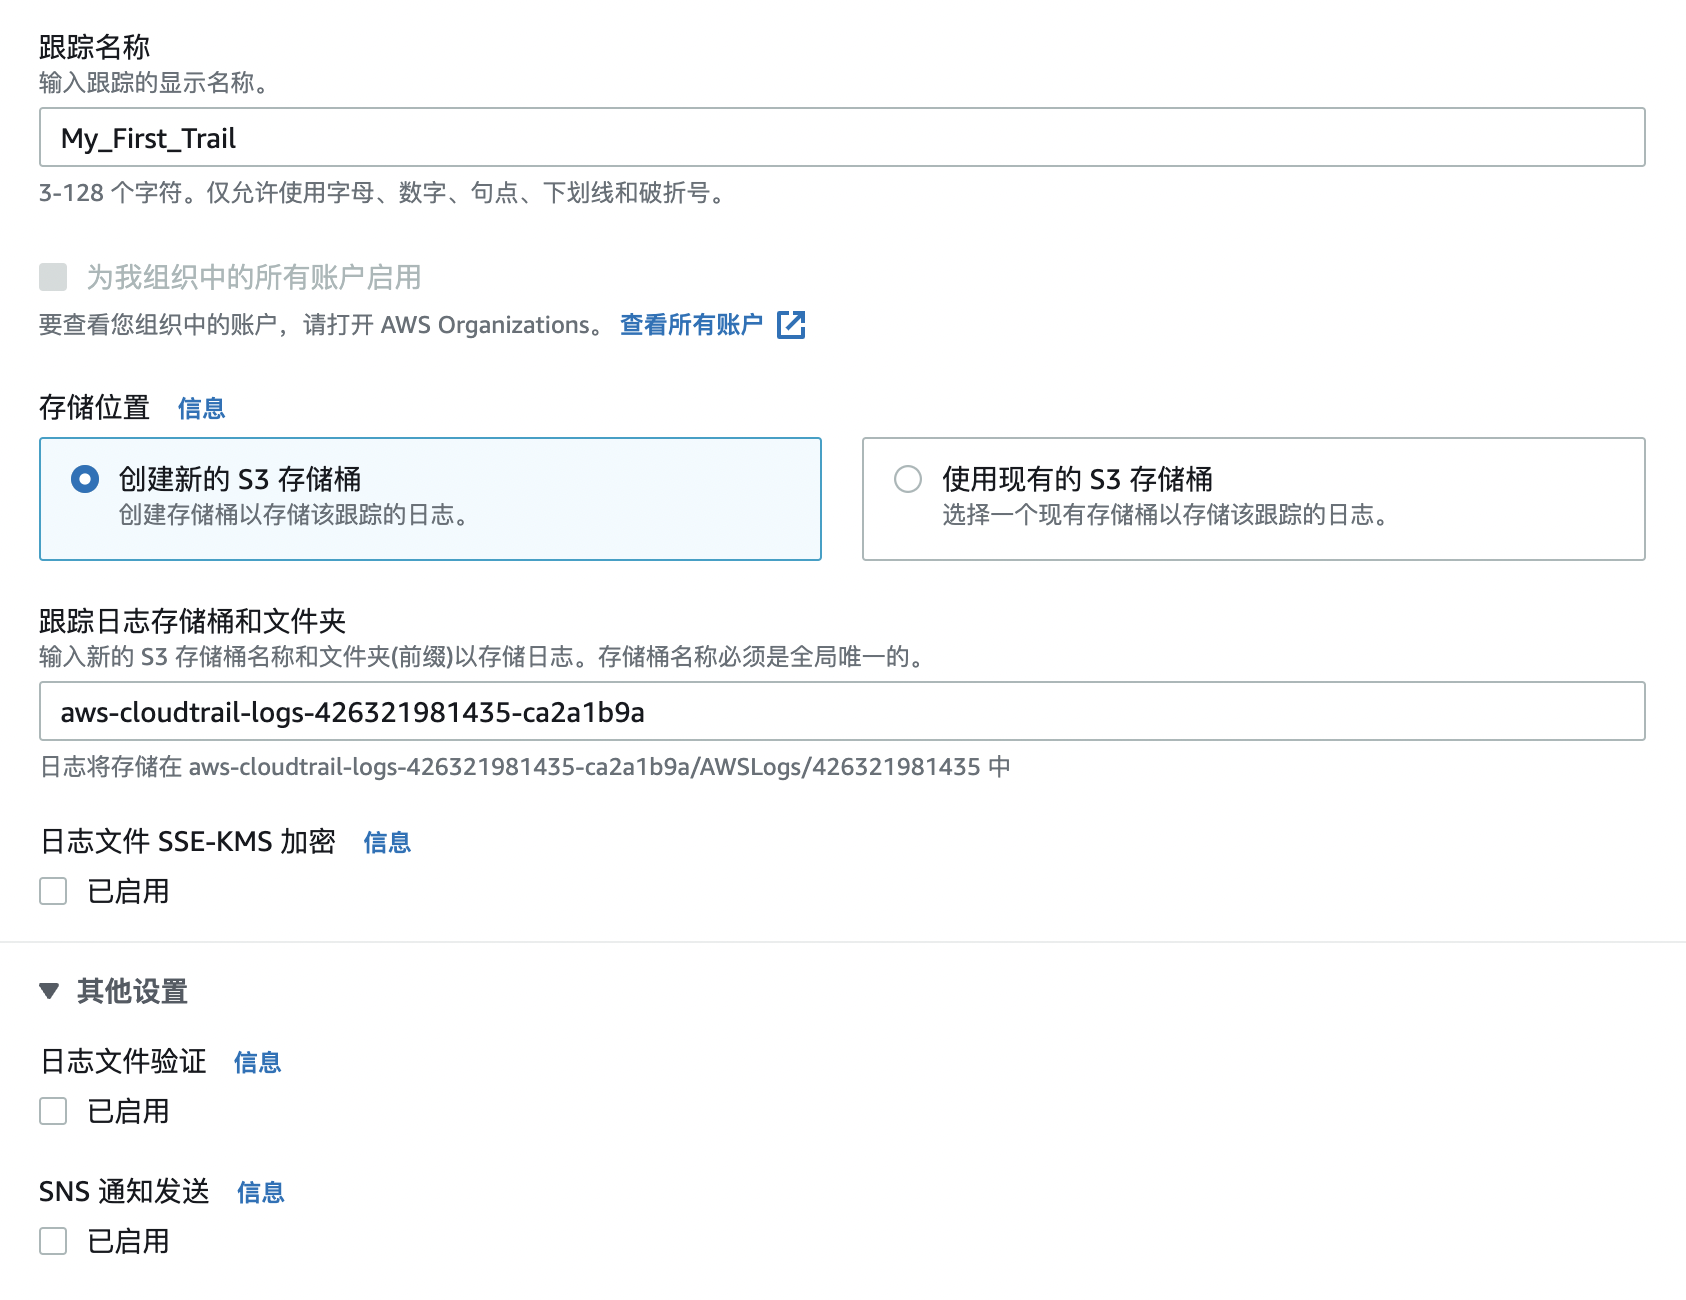 跟踪名称
输入跟踪的显示名称。
My_First_Trail
3-128 个字符。仅允许使用字母、数字、句点、下划线和破折号。
为我组织中的所有账户启用
要查看您组织中的账户，请打开 AWS Organizations。 查看所有账户
存储位置 信息
创建新的 S3 存储桶
创建存储桶以存储该跟踪的日志。
使用现有的 S3 存储桶
选择一个现有存储桶以存储该跟踪的日志。
跟踪日志存储桶和文件夹
输入新的 S3 存储桶名称和文件夹(前缀)以存储日志。存储桶名称必须是全局唯一的。
aws-cloudtrail-logs-426321981435-ca2a1b9a
日志将存储在 aws-cloudtrail-logs-426321981435-ca2a1b9a/AWSLogs/426321981435 中
日志文件 SSE-KMS 加密 信息
已启用
其他设置
日志文件验证 信息
已启用
SNS 通知发送 信息
已启用